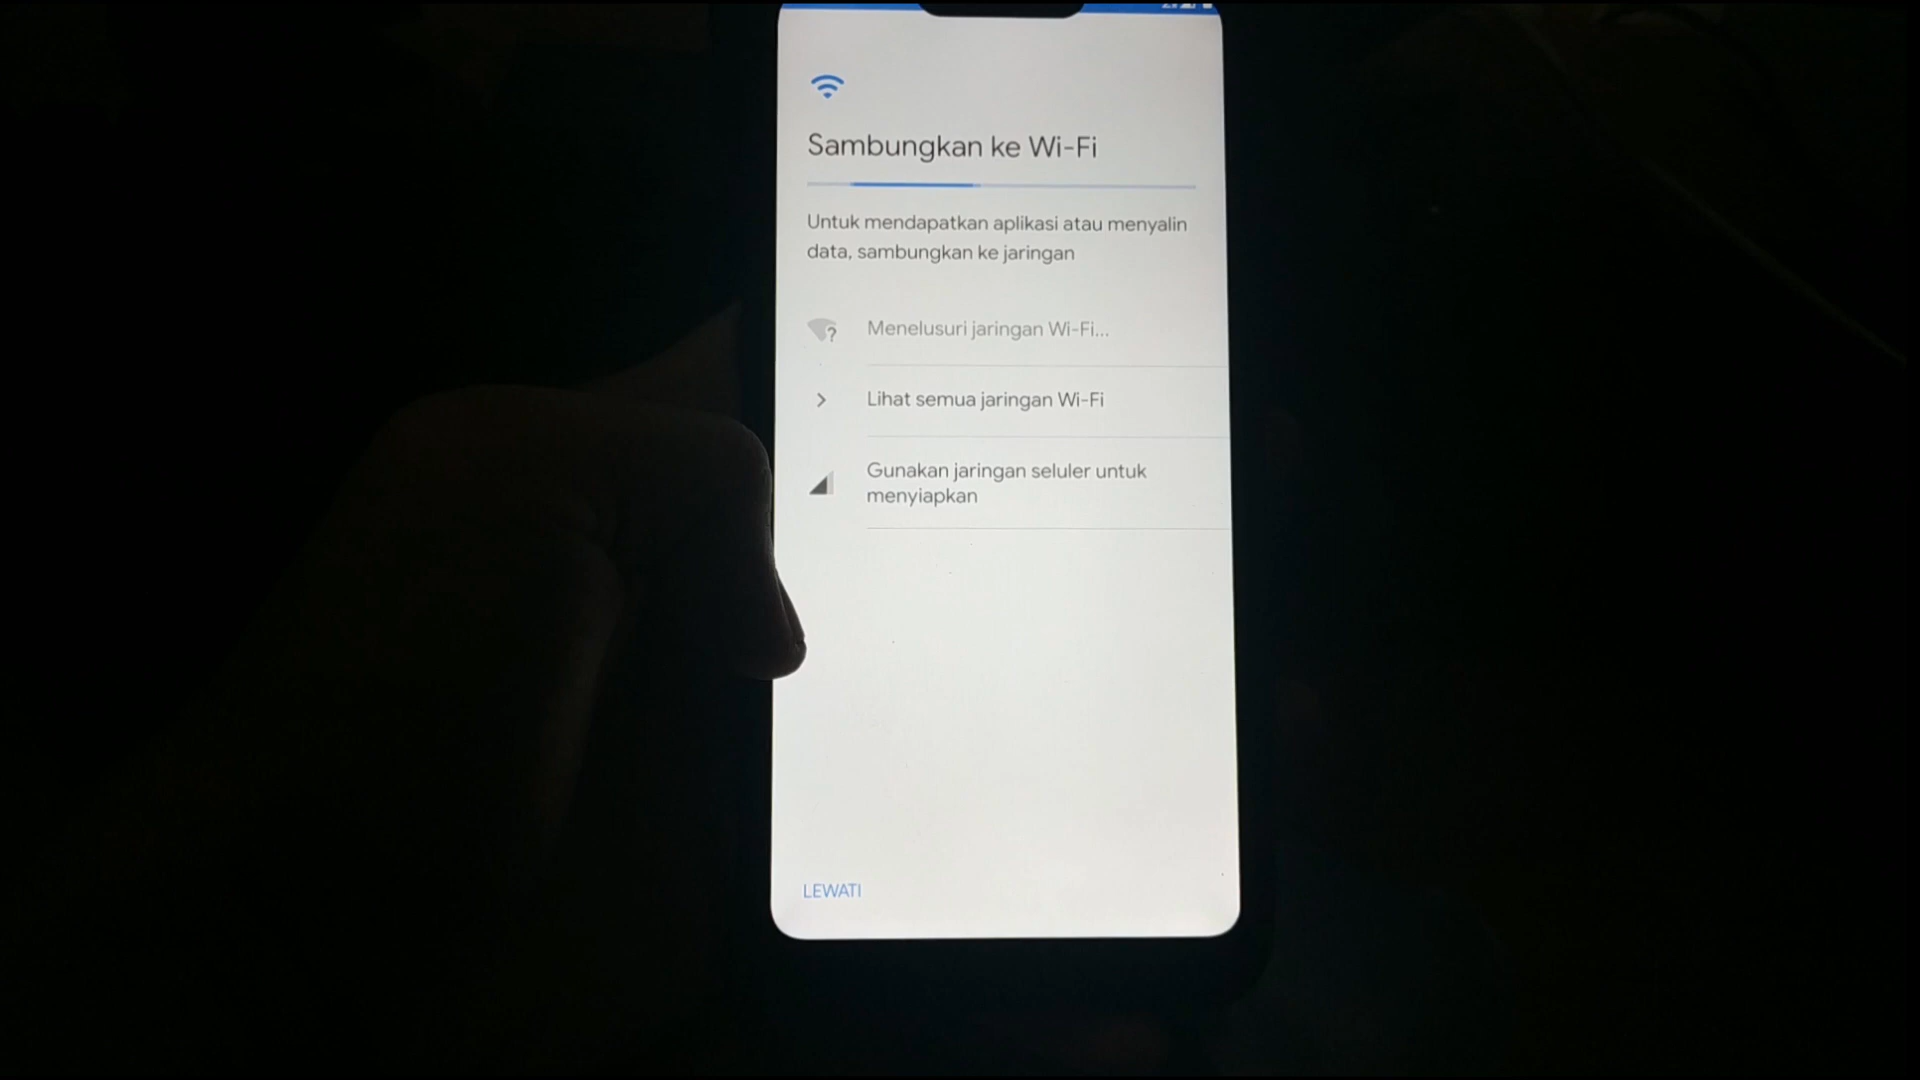 Sambungkan ke Wi-Fi
Untuk mendapatkan aplikasi atau menyalin
data, sambungkan ke jaringan
Menelusuri jaringan Wi-Fi...
Lihat semua jaringan Wi-Fi
Gunakan jaringan seluler untuk
menyiapkan
LEWATI